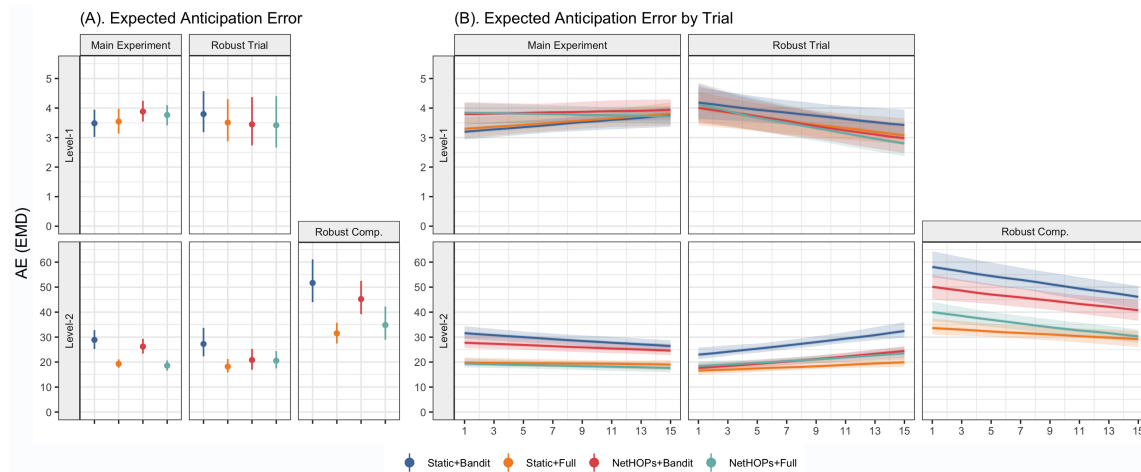 (A). Expected Anticipation Error
(B). Expected Anticipation Error by Trial
Main Experiment
Robust Trial
Main Experiment
Robust Trial
AE (EMD)
Level-1
5
4
3
2
1
0
Level-1
5
4
3
2
1
0
Robust Comp.
Robust Comp.
Level-2
60
50
40
30
20
10
0
Level-2
60
50
40
30
20
10
0
1 3 5 7 9 11 13 15
1 3 5 7 9 11 13 15
1 3 5 7 9 11 13 15
Static+Bandit Static+Full NetHOPs+Bandit NetHOPs+Full